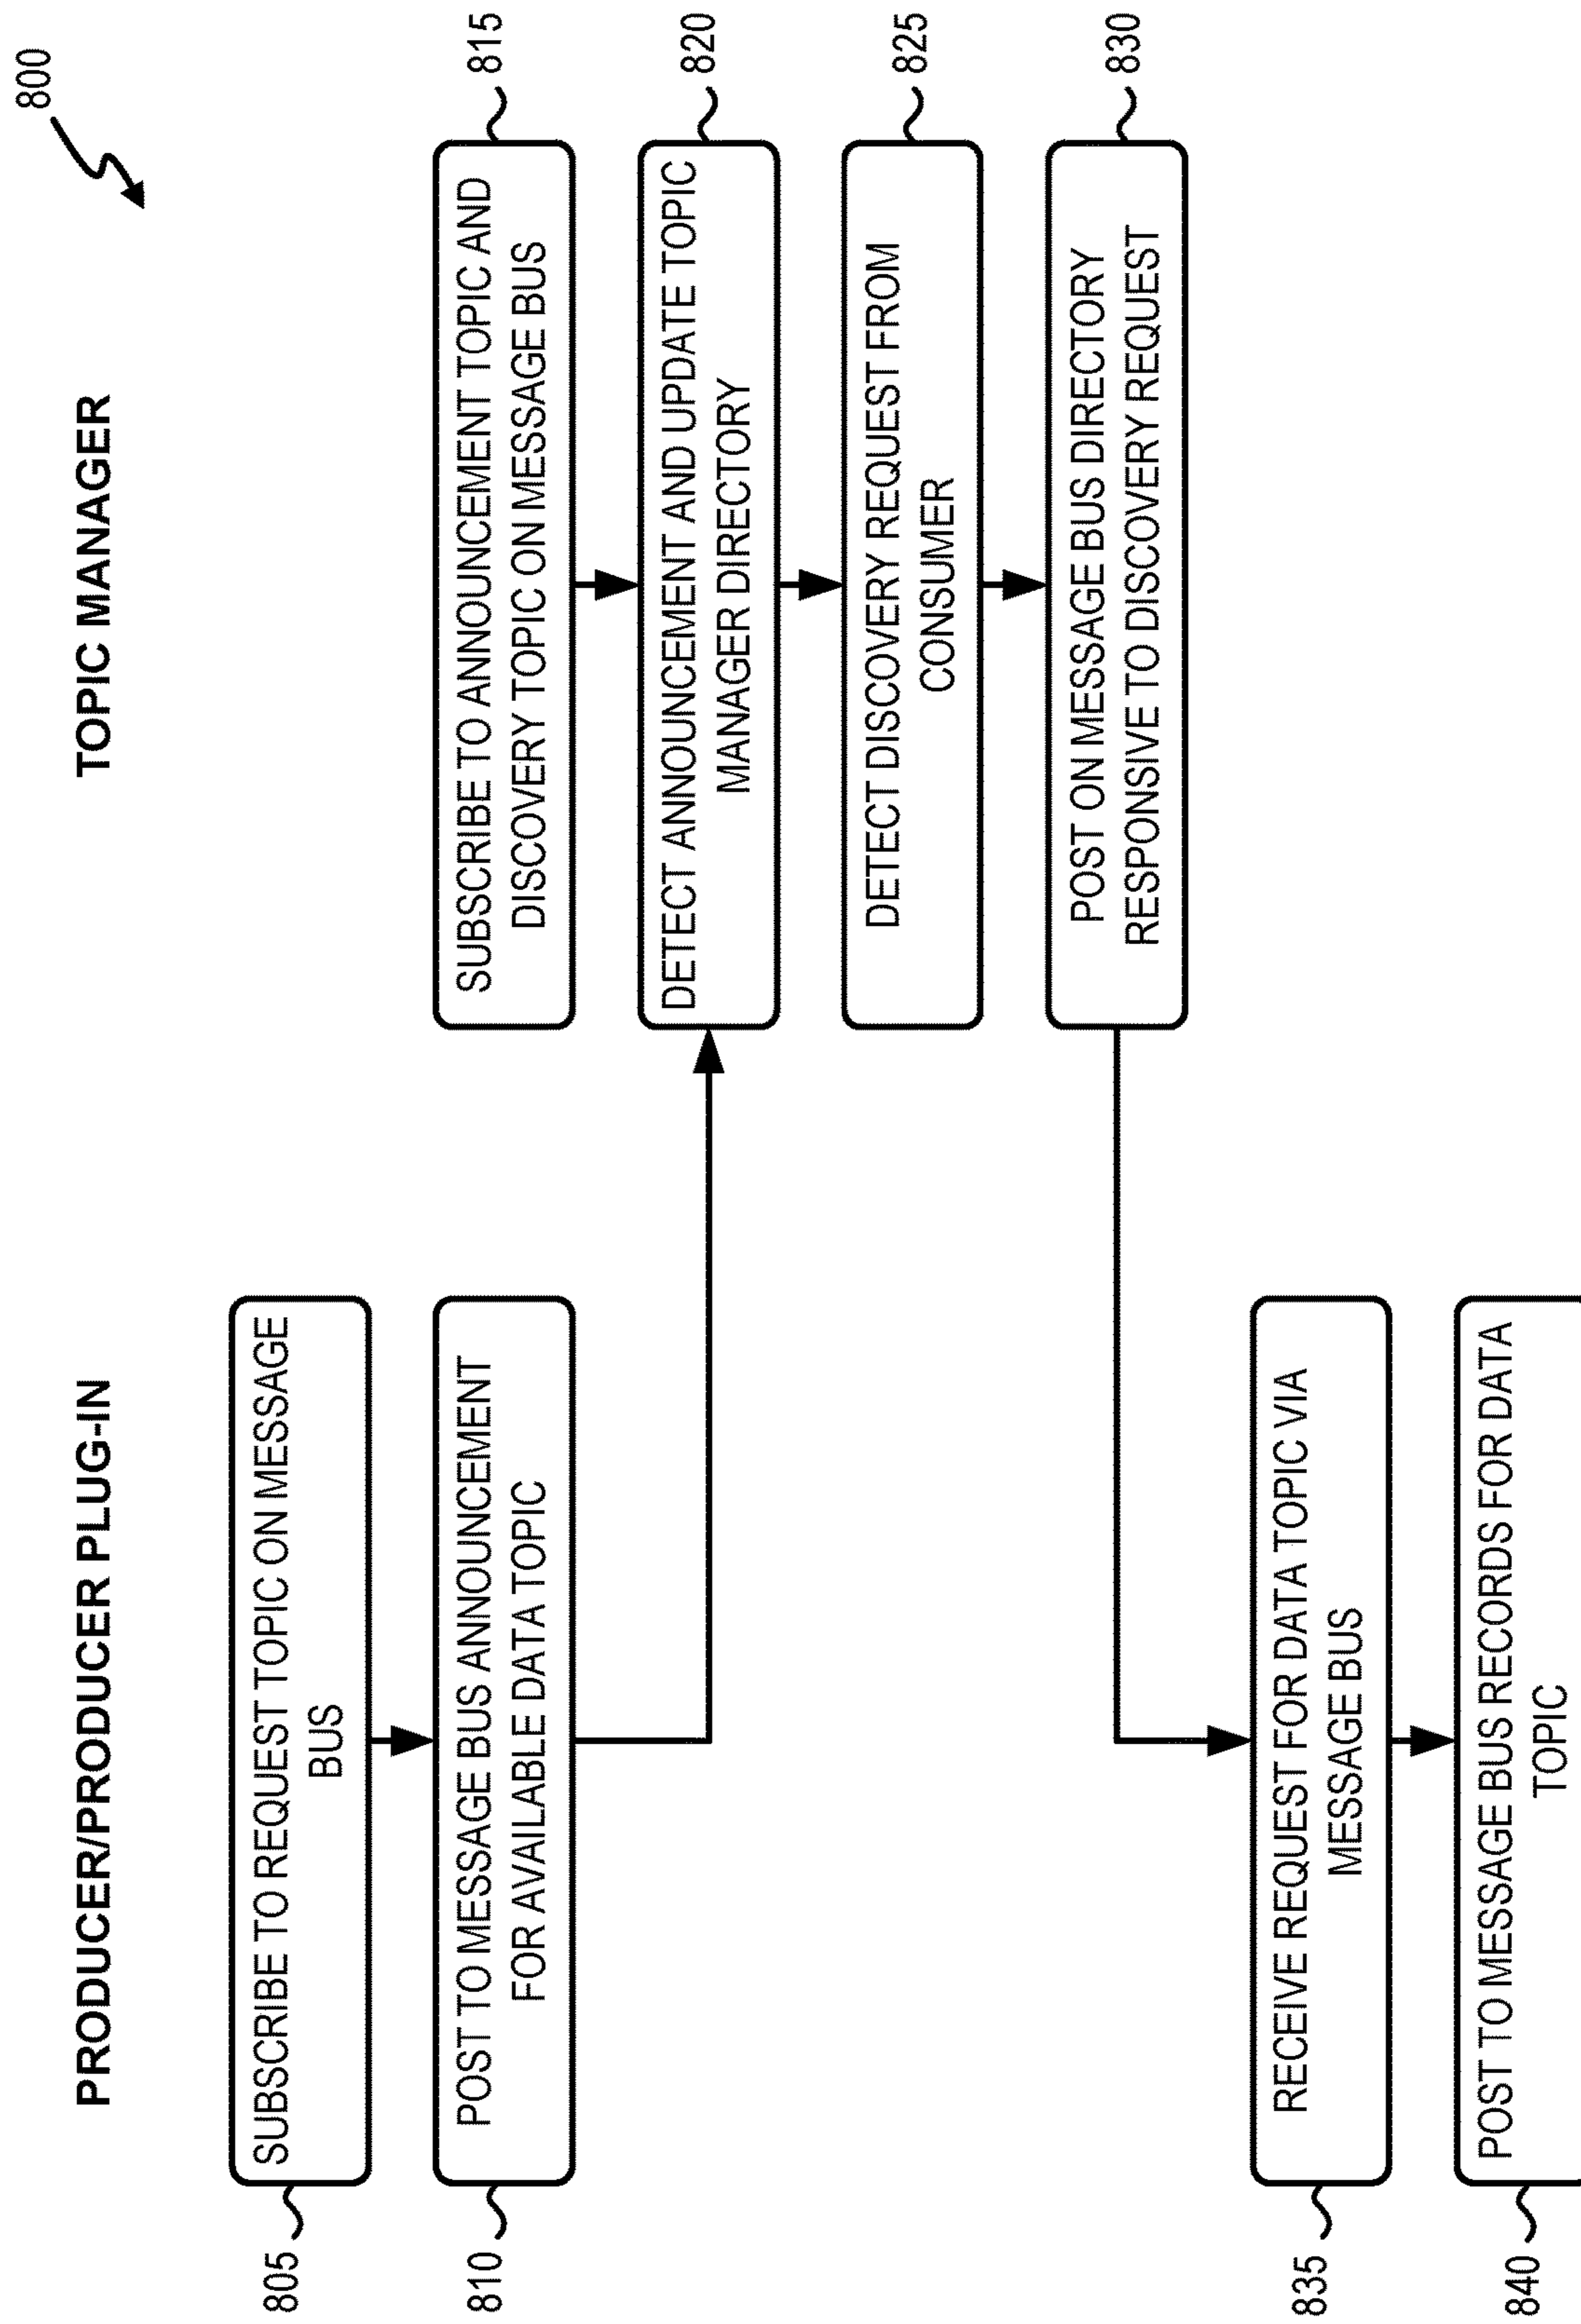 800
PRODUCER/PRODUCER PLUG-IN
TOPIC MANAGER
805
SUBSCRIBE TO REQUEST TOPIC ON MESSAGE
BUS
810
POST TO MESSAGE BUS ANNOUNCEMENT
FOR AVAILABLE DATA TOPIC
SUBSCRIBE TO ANNOUNCEMENT TOPIC AND
DISCOVERY TOPIC ON MESSAGE BUS
815
DETECT ANNOUNCEMENT AND UPDATE TOPIC
MANAGER DIRECTORY
820
DETECT DISCOVERY REQUEST FROM
CONSUMER
825
POST ON MESSAGE BUS DIRECTORY
RESPONSIVE TO DISCOVERY REQUEST
830
835
RECEIVE REQUEST FOR DATA TOPIC VIA
MESSAGE BUS
840
POST TO MESSAGE BUS RECORDS FOR DATA
TOPIC